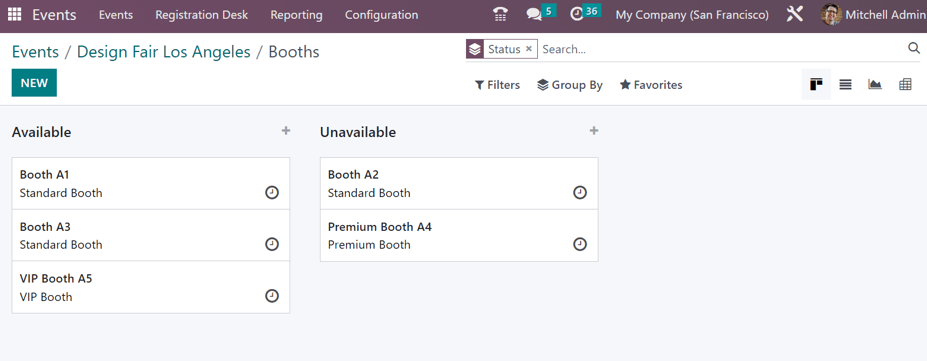 Events Events Registration Desk Reporting Configuration 5 36 My Company (San Francisco) Mitchell Admin
Events / Design Fair Los Angeles / Booths
Status × Search...
NEW
Filters Group By Favorites
Available +
Booth A1
Standard Booth
Booth A3
Standard Booth
VIP Booth A5
VIP Booth
Unavailable +
Booth A2
Standard Booth
Premium Booth A4
Premium Booth